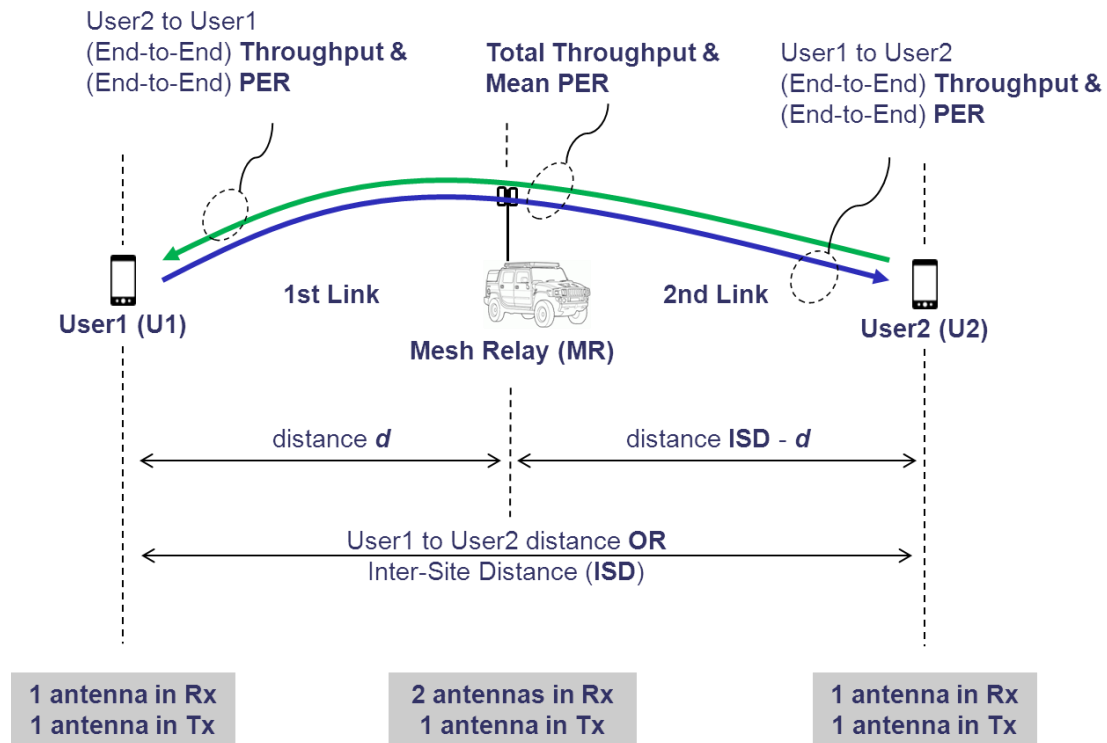 User2 to User1
(End-to-End) Throughput &
(End-to-End) PER
Total Throughput &
Mean PER
User1 to User2
(End-to-End) Throughput &
(End-to-End) PER
1st Link
2nd Link
User1 (U1)
Mesh Relay (MR)
User2 (U2)
distance d
distance ISD - d
User1 to User2 distance OR
Inter-Site Distance (ISD)
1 antenna in Rx
1 antenna in Tx
2 antennas in Rx
1 antenna in Tx
1 antenna in Rx
1 antenna in Tx